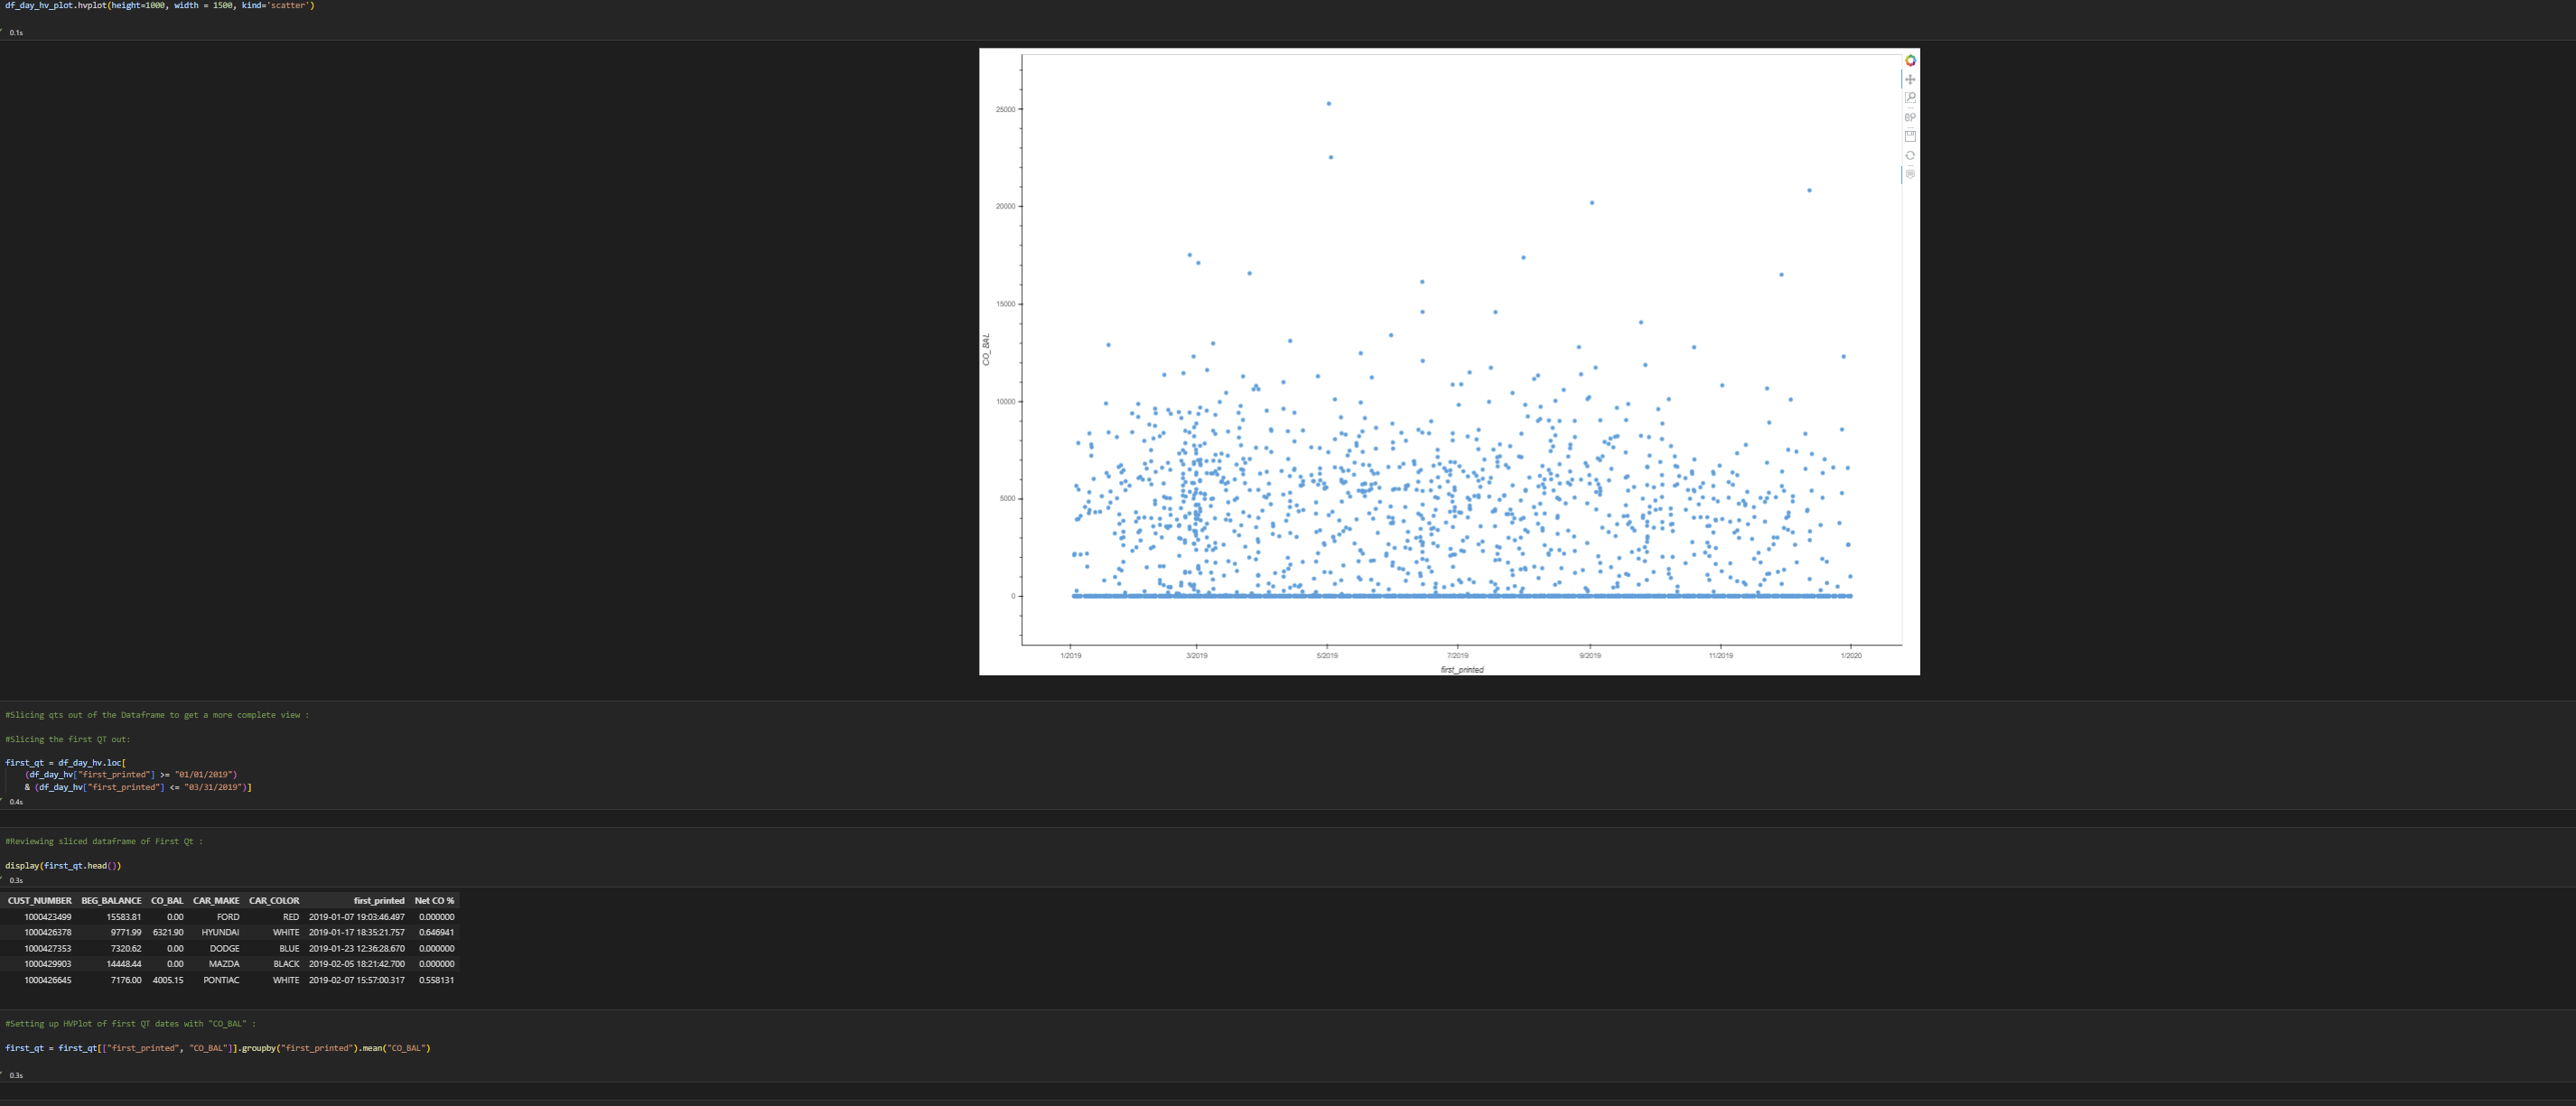 df_day_hv_plot.hvplot(height=1000, width = 1500, kind='scatter')
0.1s
25000
20000
15000
10000
5000
0
CO_BAL
1/2019 3/2019 5/2019 7/2019 9/2019 11/2019 1/2020
first_printed
#Slicing qts out of the Dataframe to get a more complete view :
#Slicing the first QT out:
first_qt = df_day_hv.loc[
(df_day_hv["first_printed"] >= "01/01/2019")
& (df_day_hv["first_printed"] <= "03/31/2019")]
0.4s
#Reviewing sliced dataframe of First Qt :
display(first_qt.head())
0.3s
CUST_NUMBER BEG_BALANCE CO_BAL CAR_MAKE CAR_COLOR first_printed Net CO %
1000423499 15583.81 0.00 FORD RED 2019-01-07 19:03:46.497 0.000000
1000426378 9771.99 6321.90 HYUNDAI WHITE 2019-01-17 18:35:21.757 0.646941
1000427353 7320.62 0.00 DODGE BLUE 2019-01-23 12:36:28.670 0.000000
1000429903 14448.44 0.00 MAZDA BLACK 2019-02-05 18:21:42.700 0.000000
1000426645 7176.00 4005.15 PONTIAC WHITE 2019-02-07 15:57:00.317 0.558131
#Setting up HVPlot of first QT dates with "CO_BAL" :
first_qt = first_qt[["first_printed", "CO_BAL"]].groupby("first_printed").mean("CO_BAL")
0.3s